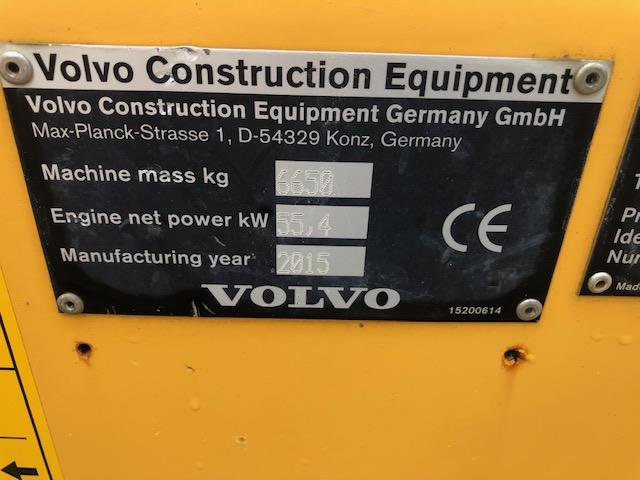 Volvo Construction Equipment
Volvo Construction Equipment Germany GmbH
Max-Planck-Strasse 1, D-54329 Konz, Germany
Machine mass kg 6650
Engine net power kW 55,4
Manufacturing year 2015
CE
VOLVO
15200614
Made